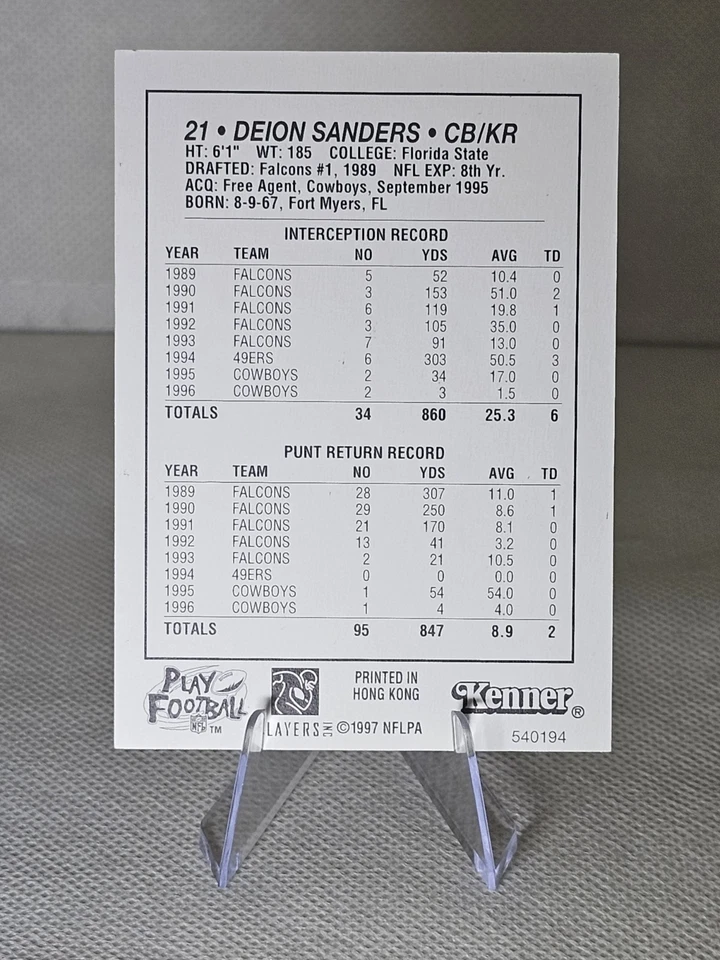 21 • DEION SANDERS • CB/KR
HT: 6'1" WT: 185 COLLEGE: Florida State
DRAFTED: Falcons #1, 1989 NFL EXP: 8th Yr.
ACQ: Free Agent, Cowboys, September 1995
BORN: 8-9-67, Fort Myers, FL
INTERCEPTION RECORD
YEAR TEAM NO YDS AVG TD
1989 FALCONS 5 52 10.4 0
1990 FALCONS 3 153 51.0 2
1991 FALCONS 6 119 19.8 1
1992 FALCONS 3 105 35.0 0
1993 FALCONS 7 91 13.0 0
1994 49ERS 6 303 50.5 3
1995 COWBOYS 2 34 17.0 0
1996 COWBOYS 2 3 1.5 0
TOTALS 34 860 25.3 6
PUNT RETURN RECORD
YEAR TEAM NO YDS AVG TD
1989 FALCONS 28 307 11.0 1
1990 FALCONS 29 250 8.6 1
1991 FALCONS 21 170 8.1 0
1992 FALCONS 13 41 3.2 0
1993 FALCONS 2 21 10.5 0
1994 49ERS 0 0 0.0 0
1995 COWBOYS 1 54 54.0 0
1996 COWBOYS 1 4 4.0 0
TOTALS 95 847 8.9 2
PLAY
FOOTBALL
NFL ™
LAYERS INC
PRINTED IN
HONG KONG
©1997 NFLPA
Kenner®
540194